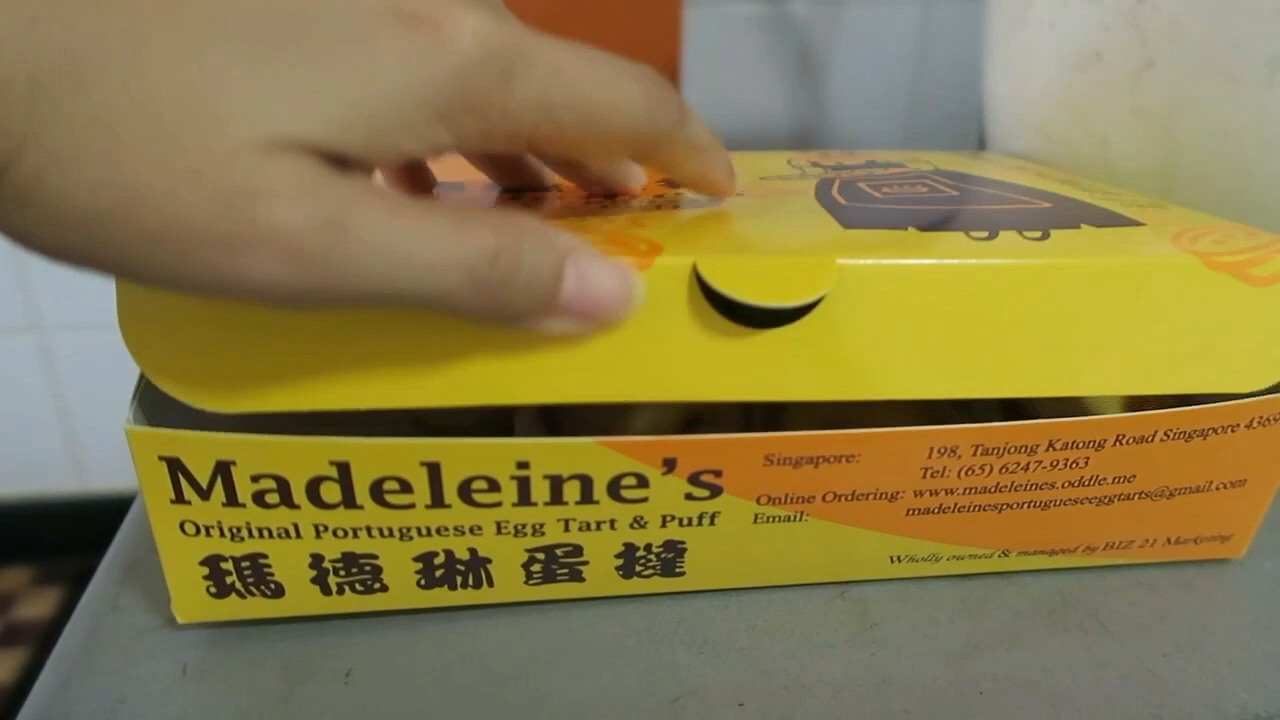 Madeleine's
Original Portuguese Egg Tart & Puff
瑪德琳蛋撻
Singapore: 198, Tanjong Katong Road Singapore
Tel: (65) 6247-9363
Online Ordering: www.madeleines.oddle.me
Email: madeleinesportugueseeggtarts@gmail.com
Wholly owned & managed by BIZ 21 Marketing